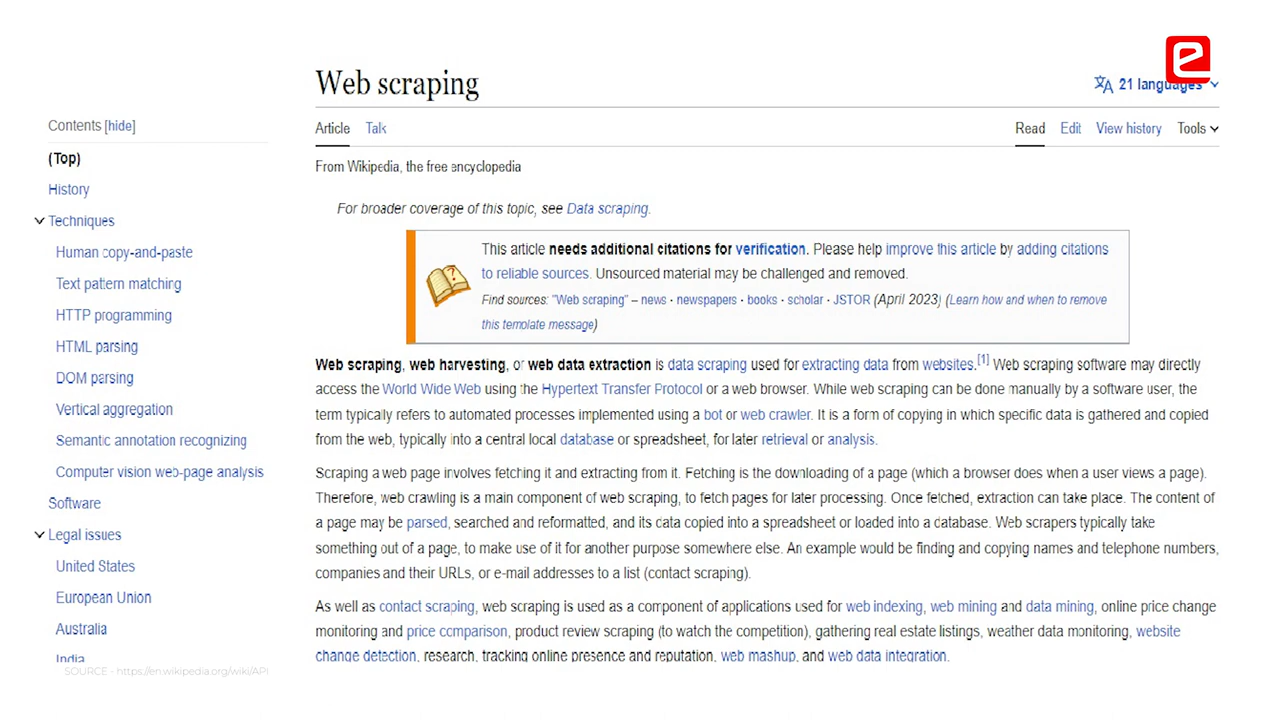 Web scraping
21 languages
Contents [hide]
(Top)
History
Techniques
Human copy-and-paste
Text pattern matching
HTTP programming
HTML parsing
DOM parsing
Vertical aggregation
Semantic annotation recognizing
Computer vision web-page analysis
Software
Legal issues
United States
European Union
Australia
India
SOURCE - https://en.wikipedia.org/wiki/API
Article Talk
Read Edit View history Tools
From Wikipedia, the free encyclopedia
For broader coverage of this topic, see Data scraping.
This article needs additional citations for verification. Please help improve this article by adding citations
to reliable sources. Unsourced material may be challenged and removed.
Find sources: "Web scraping" – news · newspapers · books · scholar · JSTOR (April 2023) (Learn how and when to remove
this template message)
Web scraping, web harvesting, or web data extraction is data scraping used for extracting data from websites.[1] Web scraping software may directly
access the World Wide Web using the Hypertext Transfer Protocol or a web browser. While web scraping can be done manually by a software user, the
term typically refers to automated processes implemented using a bot or web crawler. It is a form of copying in which specific data is gathered and copied
from the web, typically into a central local database or spreadsheet, for later retrieval or analysis.
Scraping a web page involves fetching it and extracting from it. Fetching is the downloading of a page (which a browser does when a user views a page).
Therefore, web crawling is a main component of web scraping, to fetch pages for later processing. Once fetched, extraction can take place. The content of
a page may be parsed, searched and reformatted, and its data copied into a spreadsheet or loaded into a database. Web scrapers typically take
something out of a page, to make use of it for another purpose somewhere else. An example would be finding and copying names and telephone numbers,
companies and their URLs, or e-mail addresses to a list (contact scraping).
As well as contact scraping, web scraping is used as a component of applications used for web indexing, web mining and data mining, online price change
monitoring and price comparison, product review scraping (to watch the competition), gathering real estate listings, weather data monitoring, website
change detection, research, tracking online presence and reputation, web mashup, and web data integration.